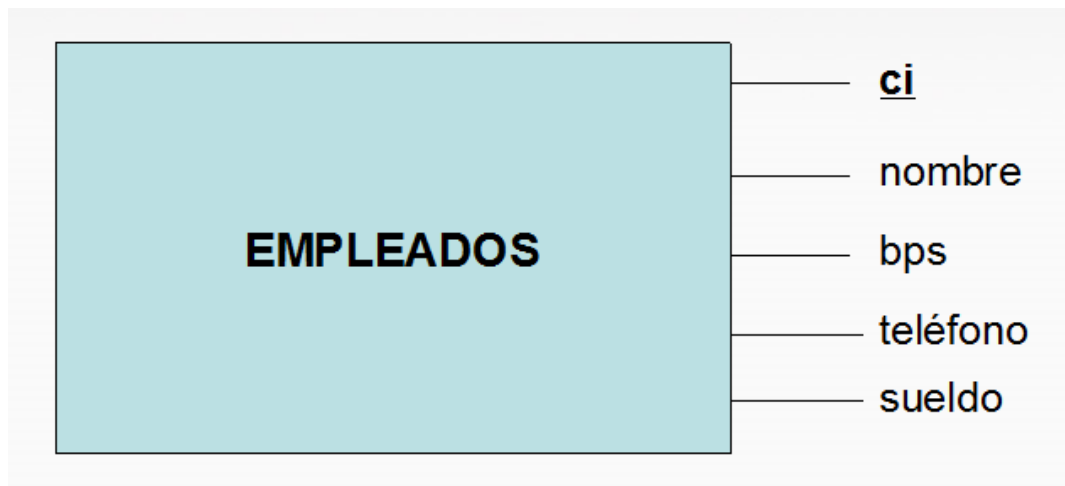 EMPLEADOS
ci
nombre
bps
teléfono
sueldo